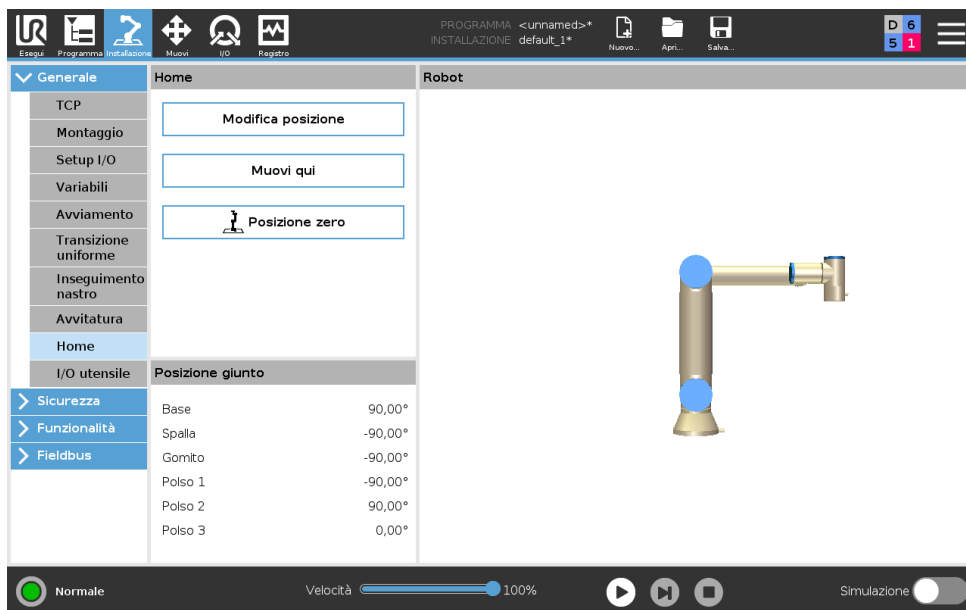 UR
Esegui
Programma
Installazione
Muovi
I/O
Registro
PROGRAMMA <unnamed>*
INSTALLAZIONE default_1*
Nuovo...
Apri...
Salva...
D 6
5 1
Generale
TCP
Montaggio
Setup I/O
Variabili
Avviamento
Transizione
uniforme
Inseguimento
nastro
Avvitatura
Home
I/O utensile
Sicurezza
Funzionalità
Fieldbus
Home
Modifica posizione
Muovi qui
Posizione zero
Posizione giunto
Base 90,00°
Spalla -90,00°
Gomito -90,00°
Polso 1 -90,00°
Polso 2 90,00°
Polso 3 0,00°
Robot
Normale
Velocità 100%
Simulazione